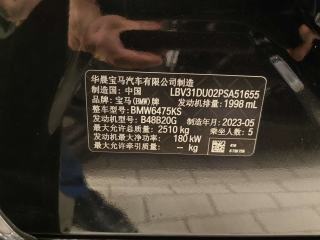 华晨宝马汽车有限公司制造
制造国：中国 LBV31DU02PSA51655
品牌：宝马(BMW)牌 发动机排量：1998 mL
整车型号：BMW6475KS
发动机型号：B48B20G 制造年月：2023-05
最大允许总质量：2510 kg 乘坐人数：5
发动机最大净功率：180 kW
最大允许牵引质量：— kg